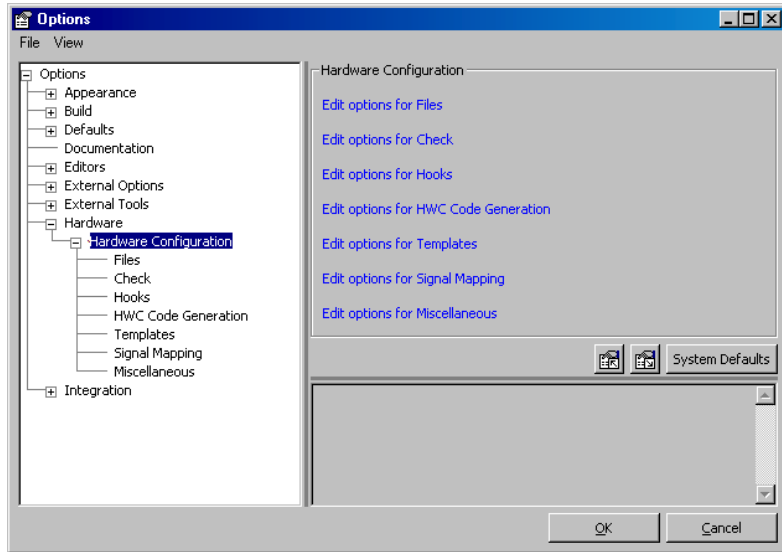 Options
File View
Options
Appearance
Build
Defaults
Documentation
Editors
External Options
External Tools
Hardware
Hardware Configuration
Files
Check
Hooks
HWC Code Generation
Templates
Signal Mapping
Miscellaneous
Integration
Hardware Configuration
Edit options for Files
Edit options for Check
Edit options for Hooks
Edit options for HWC Code Generation
Edit options for Templates
Edit options for Signal Mapping
Edit options for Miscellaneous
System Defaults
OK Cancel